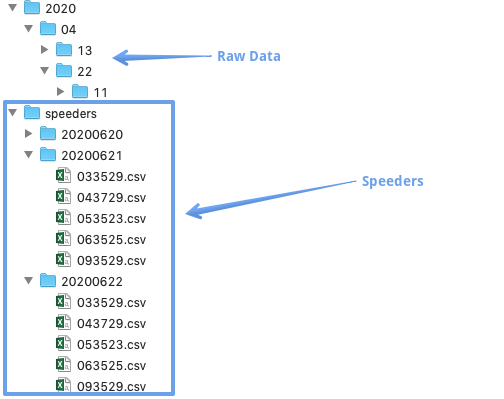 2020
04
13
Raw Data
22
11
speeders
20200620
20200621
033529.csv
Speeders
043729.csv
053523.csv
063525.csv
093529.csv
20200622
033529.csv
043729.csv
053523.csv
063525.csv
093529.csv